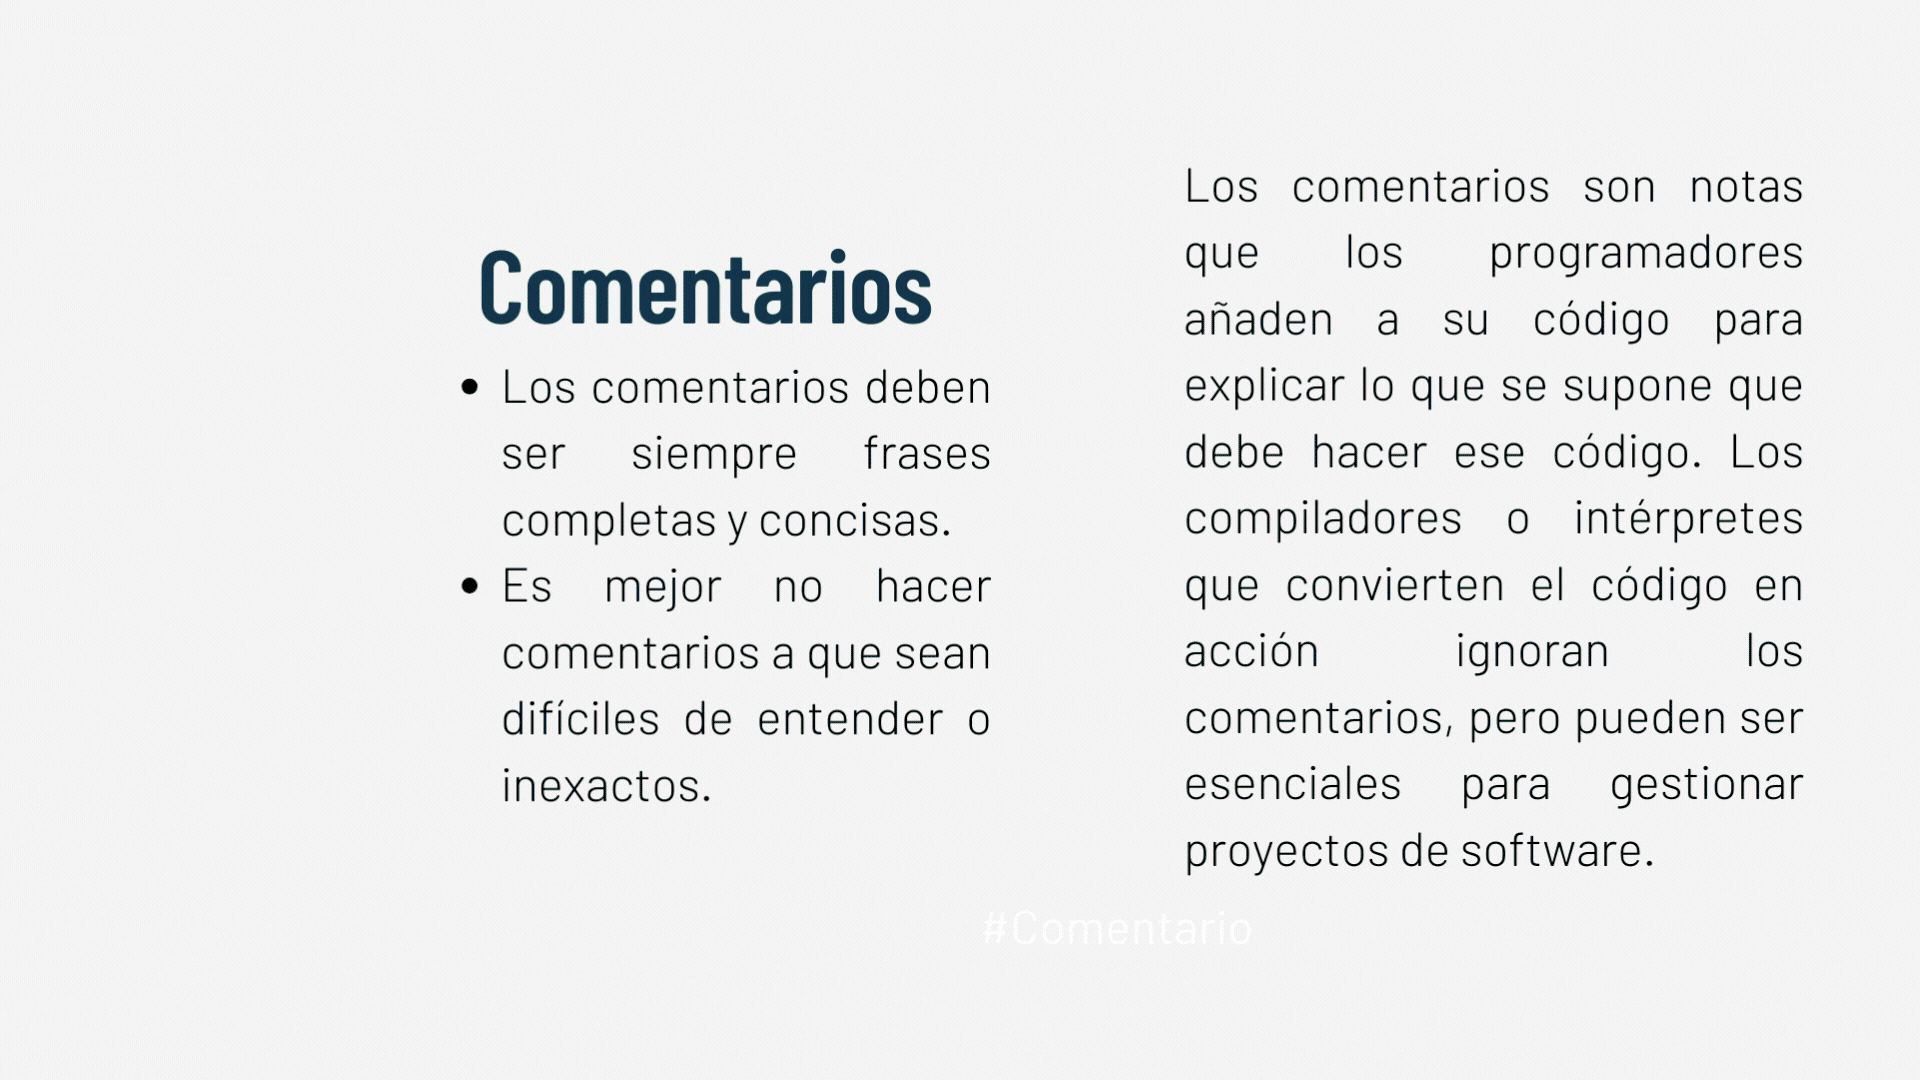 Comentarios
• Los comentarios deben
ser siempre frases
completas y concisas.
• Es mejor no hacer
comentarios a que sean
difíciles de entender o
inexactos.
Los comentarios son notas
que los programadores
añaden a su código para
explicar lo que se supone que
debe hacer ese código. Los
compiladores o intérpretes
que convierten el código en
acción ignoran los
comentarios, pero pueden ser
esenciales para gestionar
proyectos de software.
#Comentario